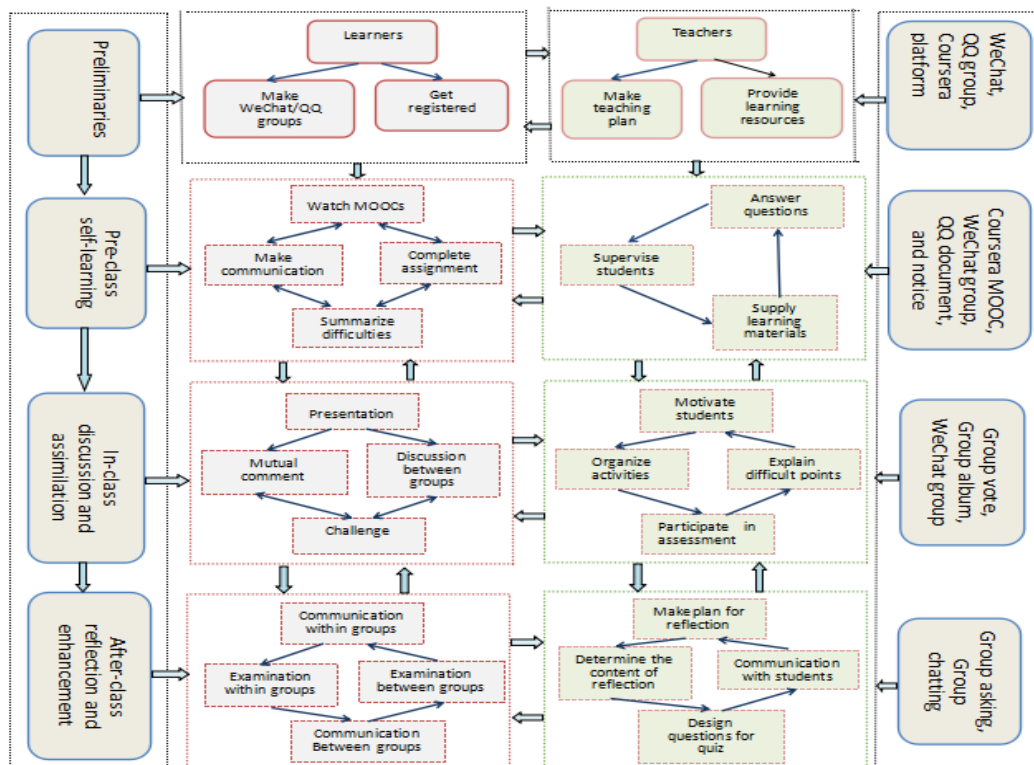 Preliminaries
Learners
Make
WeChat/QQ
groups
Get
registered
Teachers
Make
teaching
plan
Provide
learning
resources
WeChat,
QQ group,
Coursera
platform
Pre-class
self-learning
Watch MOOCs
Make
communication
Complete
assignment
Summarize
difficulties
Answer
questions
Supervise
students
Supply
learning
materials
Coursera MOOC,
WeChat group,
QQ document,
and notice
In-class
discussion and
assimilation
Presentation
Mutual
comment
Discussion
between
groups
Challenge
Motivate
students
Organize
activities
Explain
difficult points
Participate in
assessment
Group vote,
Group album,
WeChat group
After-class
reflection and
enhancement
Communication
within groups
Examination
within groups
Examination
between groups
Communication
Between groups
Make plan for
reflection
Determine the
content of
reflection
Communication
with students
Design
questions for
quiz
Group asking,
Group
chatting